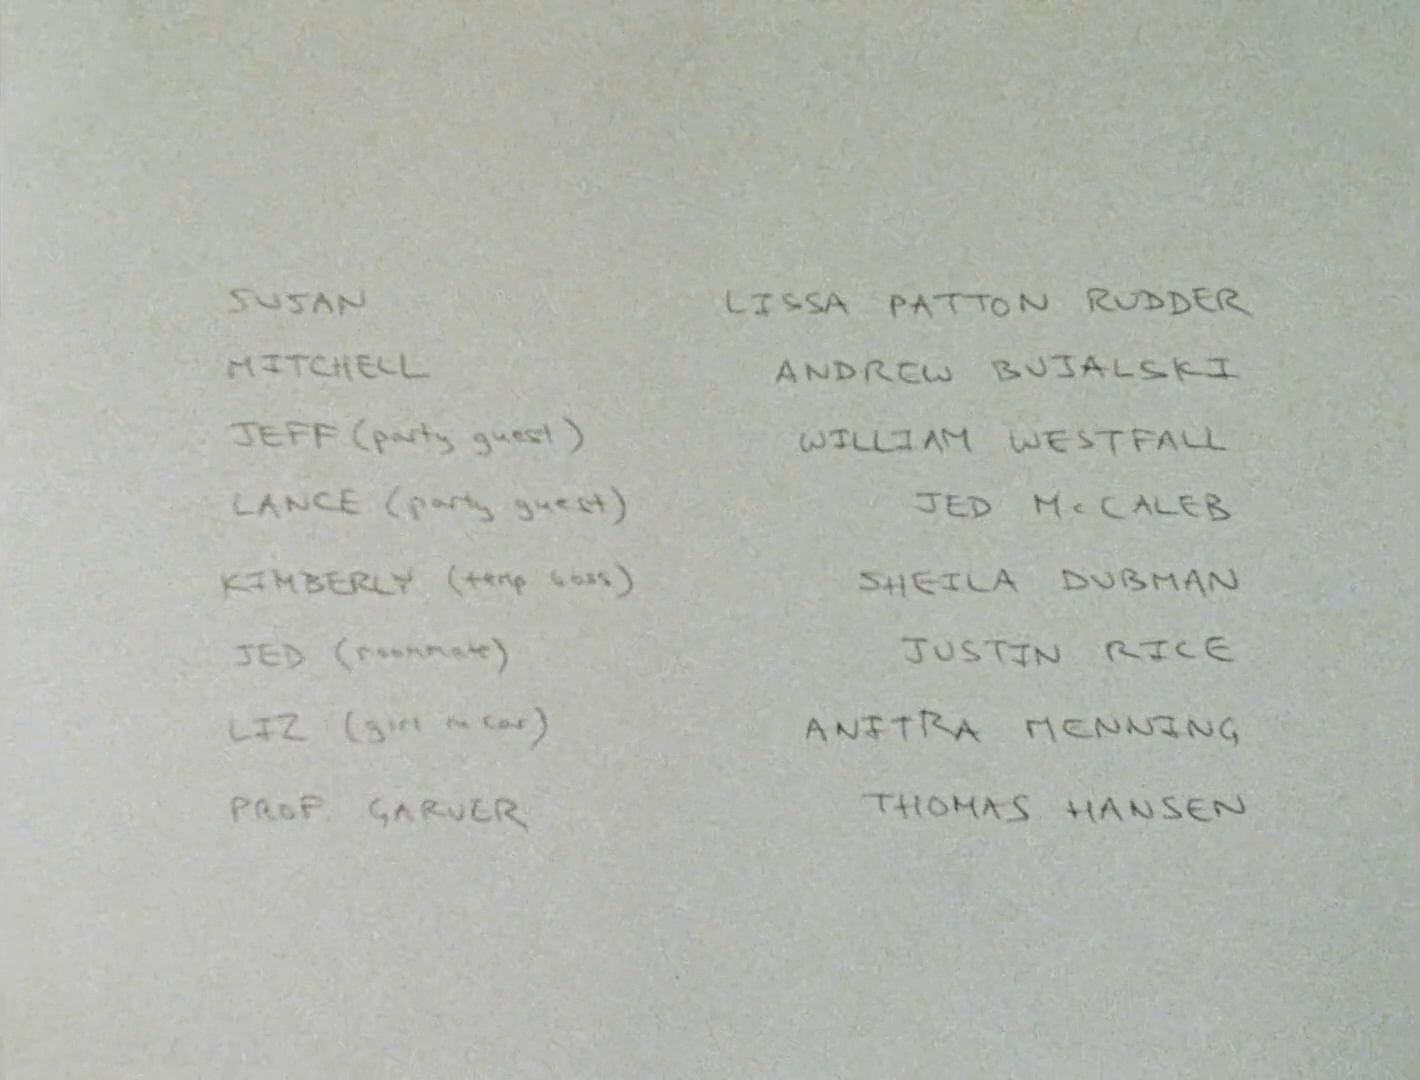 SUSAN LISSA PATTON RUDDER
MITCHELL ANDREW BUJALSKI
JEFF (party guest) WILLIAM WESTFALL
LANCE (party guest) JED McCALEB
KIMBERLY (temp boss) SHEILA DUBMAN
JED (roommate) JUSTIN RICE
LIZ (girl in car) ANITRA MENNING
PROF. GARVER THOMAS HANSEN